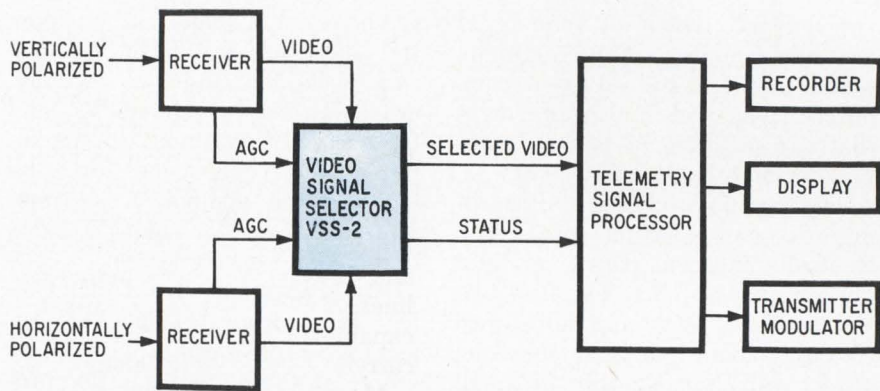 VERTICALLY
POLARIZED
RECEIVER
VIDEO
AGC
VIDEO
SIGNAL
SELECTOR
VSS-2
AGC
HORIZONTALLY
POLARIZED
RECEIVER
VIDEO
SELECTED VIDEO
STATUS
TELEMETRY
SIGNAL
PROCESSOR
RECORDER
DISPLAY
TRANSMITTER
MODULATOR